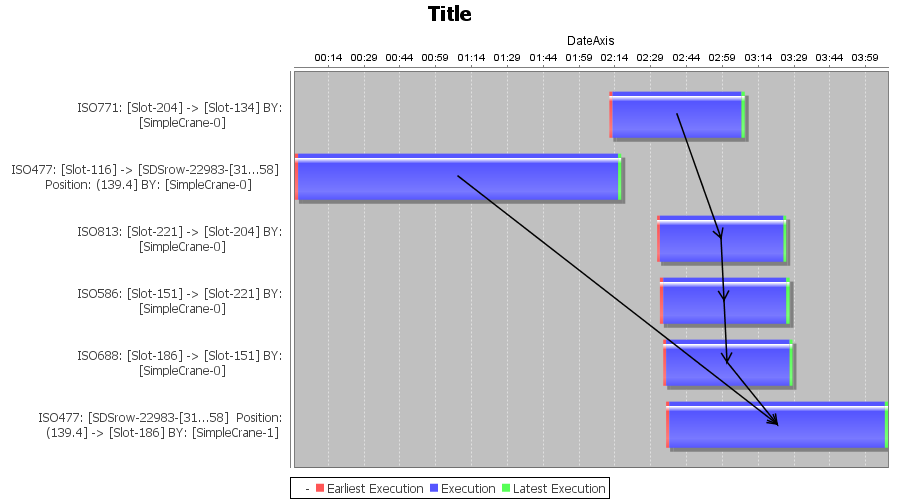 Title
DateAxis
00:14 00:29 00:44 00:59 01:14 01:29 01:44 01:59 02:14 02:29 02:44 02:59 03:14 03:29 03:44 03:59
ISO771: [Slot-204] -> [Slot-134] BY:
[SimpleCrane-0]
ISO477: [Slot-116] -> [SDSrow-22983-[31...58]
Position: (139.4] BY: [SimpleCrane-0]
ISO813: [Slot-221] -> [Slot-204] BY:
[SimpleCrane-0]
ISO586: [Slot-151] -> [Slot-221] BY:
[SimpleCrane-0]
ISO688: [Slot-186] -> [Slot-151] BY:
[SimpleCrane-0]
ISO477: [SDSrow-22983-[31...58] Position:
(139.4] -> [Slot-186] BY: [SimpleCrane-1]
- Earliest Execution Execution Latest Execution